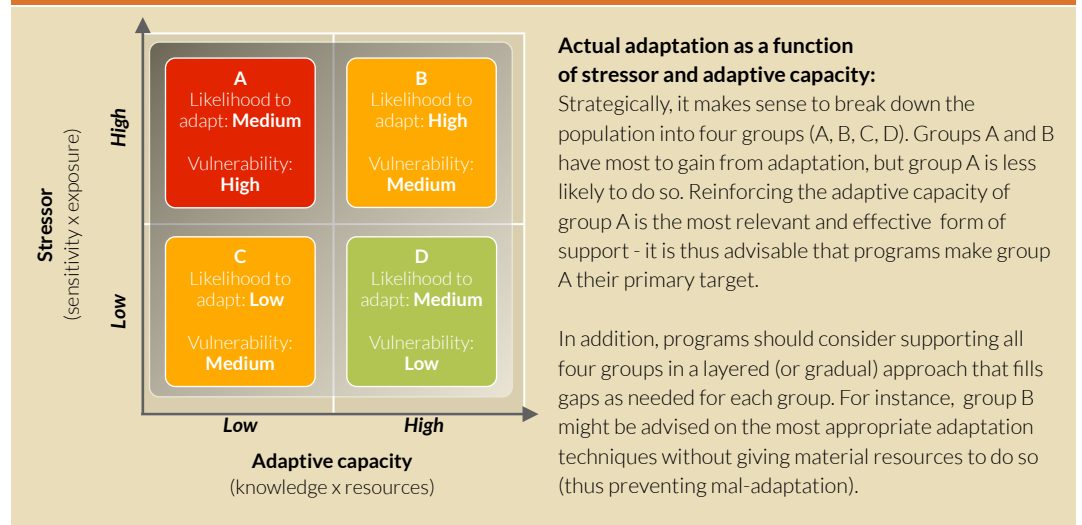 Stressor
(sensitivity x exposure)
High
Low
A
Likelihood to
adapt: Medium
Vulnerability:
High
B
Likelihood to
adapt: High
Vulnerability:
Medium
C
Likelihood to
adapt: Low
Vulnerability:
Medium
D
Likelihood to
adapt: Medium
Vulnerability:
Low
Low
High
Adaptive capacity
(knowledge x resources)
Actual adaptation as a function
of stressor and adaptive capacity:
Strategically, it makes sense to break down the
population into four groups (A, B, C, D). Groups A and B
have most to gain from adaptation, but group A is less
likely to do so. Reinforcing the adaptive capacity of
group A is the most relevant and effective form of
support - it is thus advisable that programs make group
A their primary target.
In addition, programs should consider supporting all
four groups in a layered (or gradual) approach that fills
gaps as needed for each group. For instance, group B
might be advised on the most appropriate adaptation
techniques without giving material resources to do so
(thus preventing mal-adaptation).